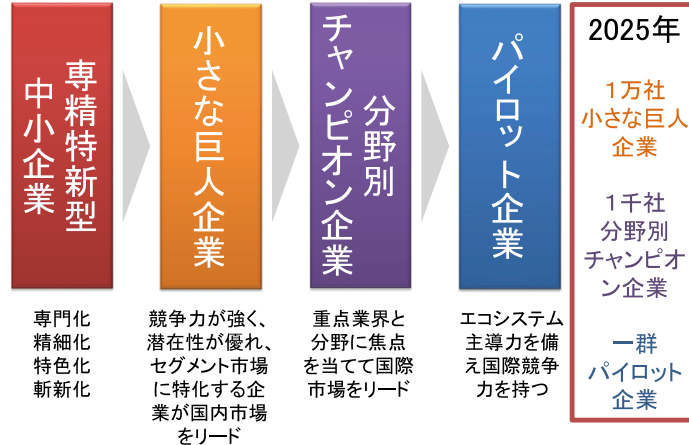 専精特新型
中小企業
小さな巨人企業
分野別
チャンピオン企業
パイロット企業
専門化
精細化
特色化
斬新化
競争力が強く、
潜在性が優れ、
セグメント市場
に特化する企
業が国内市場
をリード
重点業界と
分野に焦点
を当てて国際
市場をリード
エコシステム
主導力を備
え国際競争
力を持つ
2025年
1万社
小さな巨人
企業
1千社
分野別
チャンピオ
ン企業
一群
パイロット
企業